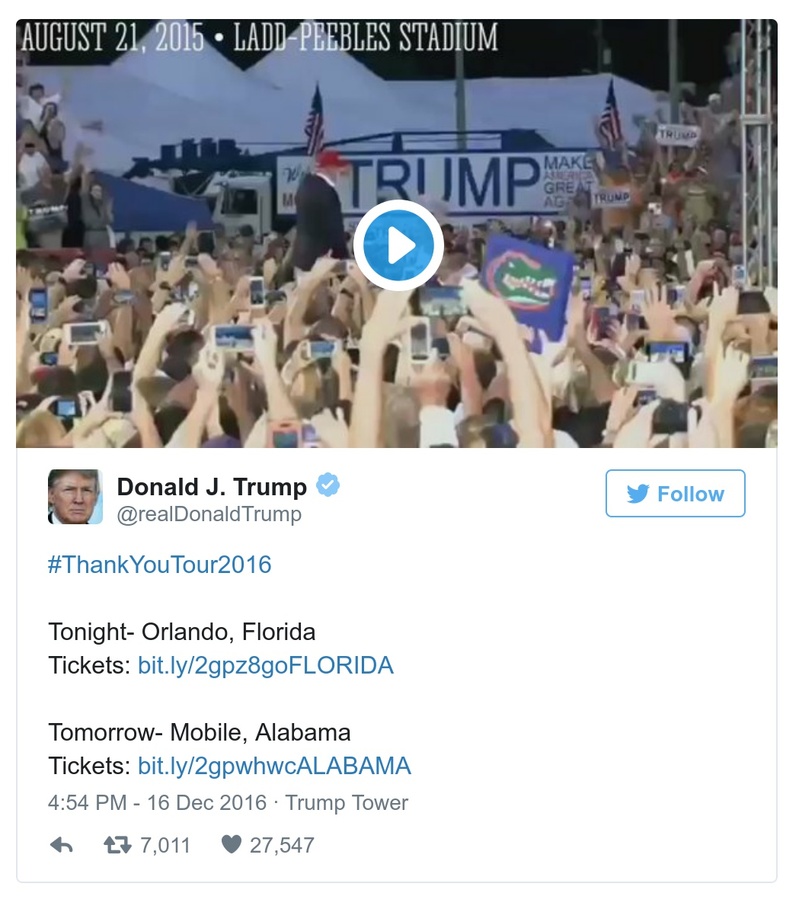 AUGUST 21, 2015 • LADD-PEEBLES STADIUM
TRUMP
MAKE
AMERICA
GREAT
TRUMP
TRUMP
Donald J. Trump
@realDonaldTrump
Follow
#ThankYouTour2016
Tonight- Orlando, Florida
Tickets: bit.ly/2gpz8goFLORIDA
Tomorrow- Mobile, Alabama
Tickets: bit.ly/2gpwhwcALABAMA
4:54 PM - 16 Dec 2016 · Trump Tower
7,011 27,547